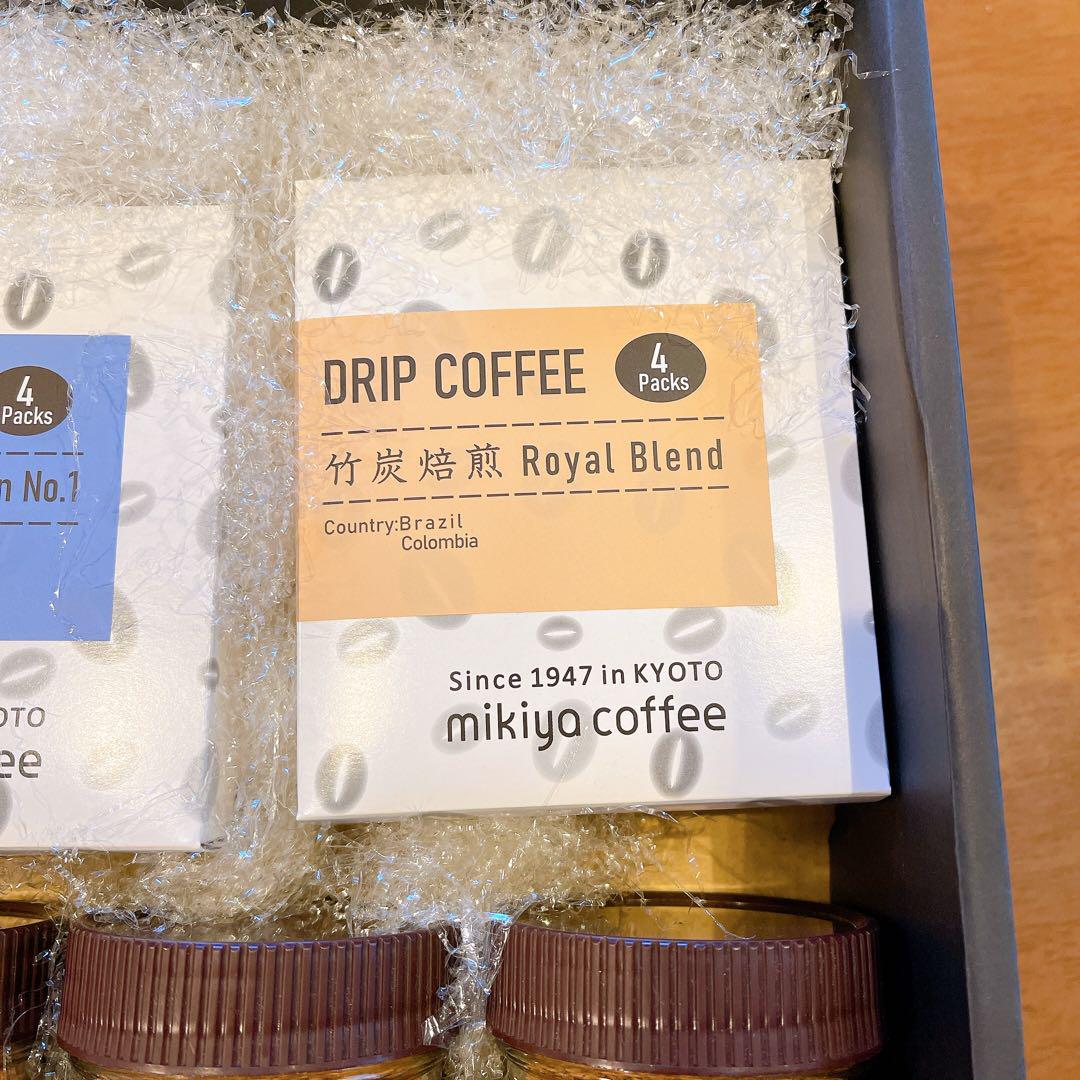 DRIP COFFEE
4
Packs
竹炭焙煎 Royal Blend
Country:Brazil
Colombia
Since 1947 in KYOTO
mikiya coffee
4
Packs
n No.1
OTO
ee